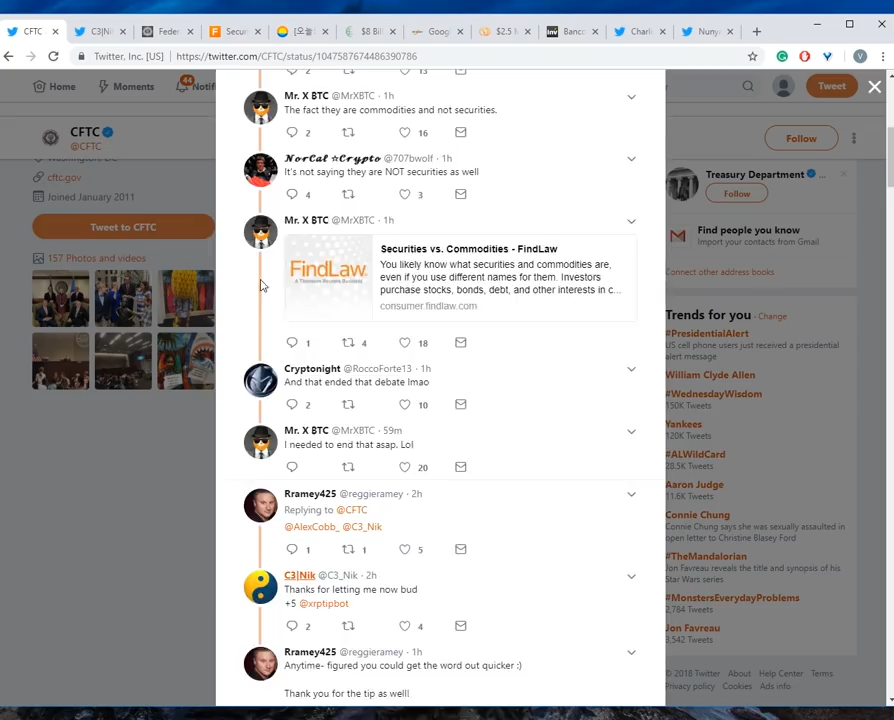 CFTC
C3|N
Feder
Securi
$8 Bill
Googl
$2.5 M
Banco
Charli
Nuny
Twitter, Inc. [US] https://twitter.com/CFTC/status/1047587674486390786
Home
Moments
44
Notifi
Tweet
CFTC
@CFTC
Follow
cftc.gov
Joined January 2011
Tweet to CFTC
157 Photos and videos
2 13
Mr. X ₿TC @MrXBTC · 1h
The fact they are commodities and not securities.
2 16
NorCal ☆Crypto @707bwolf · 1h
It's not saying they are NOT securities as well
4 3
Mr. X ₿TC @MrXBTC · 1h
FindLaw.
Securities vs. Commodities - FindLaw
You likely know what securities and commodities are,
even if you use different names for them. Investors
purchase stocks, bonds, debt, and other interests in c...
consumer.findlaw.com
1 4 18
Cryptonight @RoccoForte13 · 1h
And that ended that debate lmao
2 10
Mr. X ₿TC @MrXBTC · 59m
I needed to end that asap. Lol
20
Rramey425 @reggieramey · 2h
Replying to @CFTC
@AlexCobb_ @C3_Nik
1 1 5
C3|Nik @C3_Nik · 2h
Thanks for letting me now bud
+5 @xrptipbot
2 4
Rramey425 @reggieramey · 1h
Anytime- figured you could get the word out quicker :)
Thank you for the tip as well!
Treasury Department
Follow
Find people you know
Import your contacts from Gmail
Connect other address books
Trends for you · Change
#PresidentialAlert
US cell phone users just received a presidential
alert message
William Clyde Allen
#WednesdayWisdom
150K Tweets
Yankees
120K Tweets
#ALWildCard
28.5K Tweets
Aaron Judge
11.6K Tweets
Connie Chung
Connie Chung says she was sexually assaulted in
open letter to Christine Blasey Ford
#TheMandalorian
Jon Favreau reveals the title and synopsis of his
Star Wars series
#MonstersEverydayProblems
2,784 Tweets
Jon Favreau
3,542 Tweets
© 2018 Twitter About Help Center Terms
Privacy policy Cookies Ads info